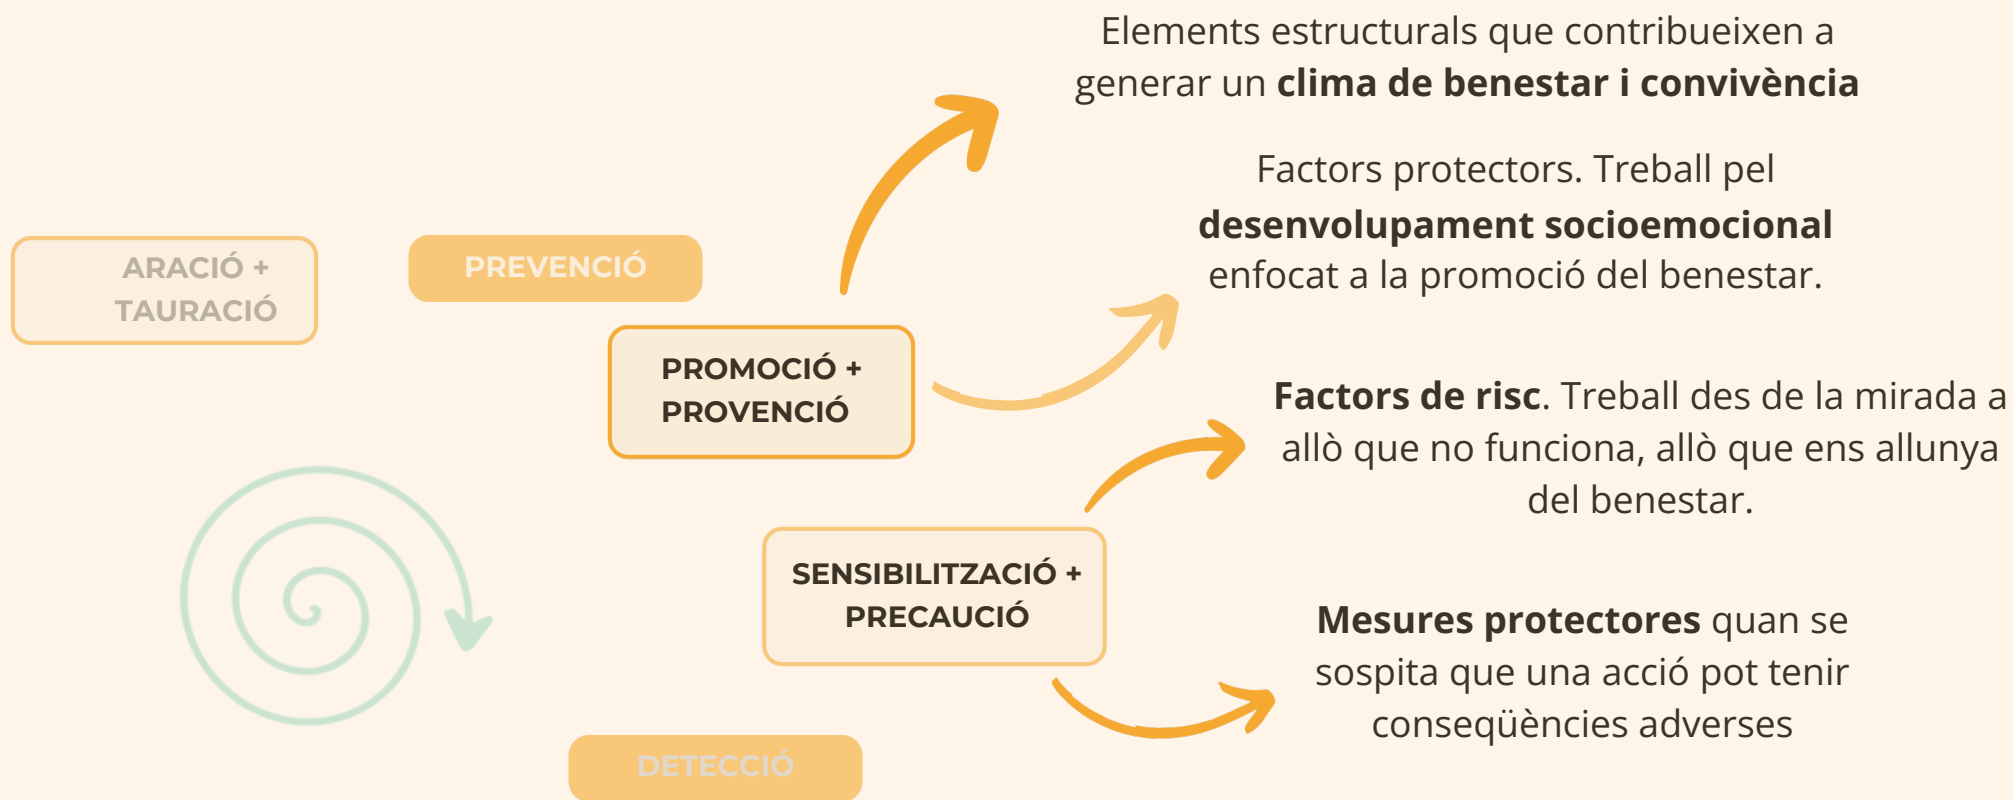 Elements estructurals que contribueixen a
generar un clima de benestar i convivència
Factors protectors. Treball pel
desenvolupament socioemocional
enfocat a la promoció del benestar.
ARACIÓ +
TAURACIÓ
PREVENCIÓ
PROMOCIÓ +
PROVENCIÓ
Factors de risc. Treball des de la mirada a
allò que no funciona, allò que ens allunya
del benestar.
SENSIBILITZACIÓ +
PRECAUCIÓ
Mesures protectores quan se
sospita que una acció pot tenir
conseqüències adverses
DETECCIÓ